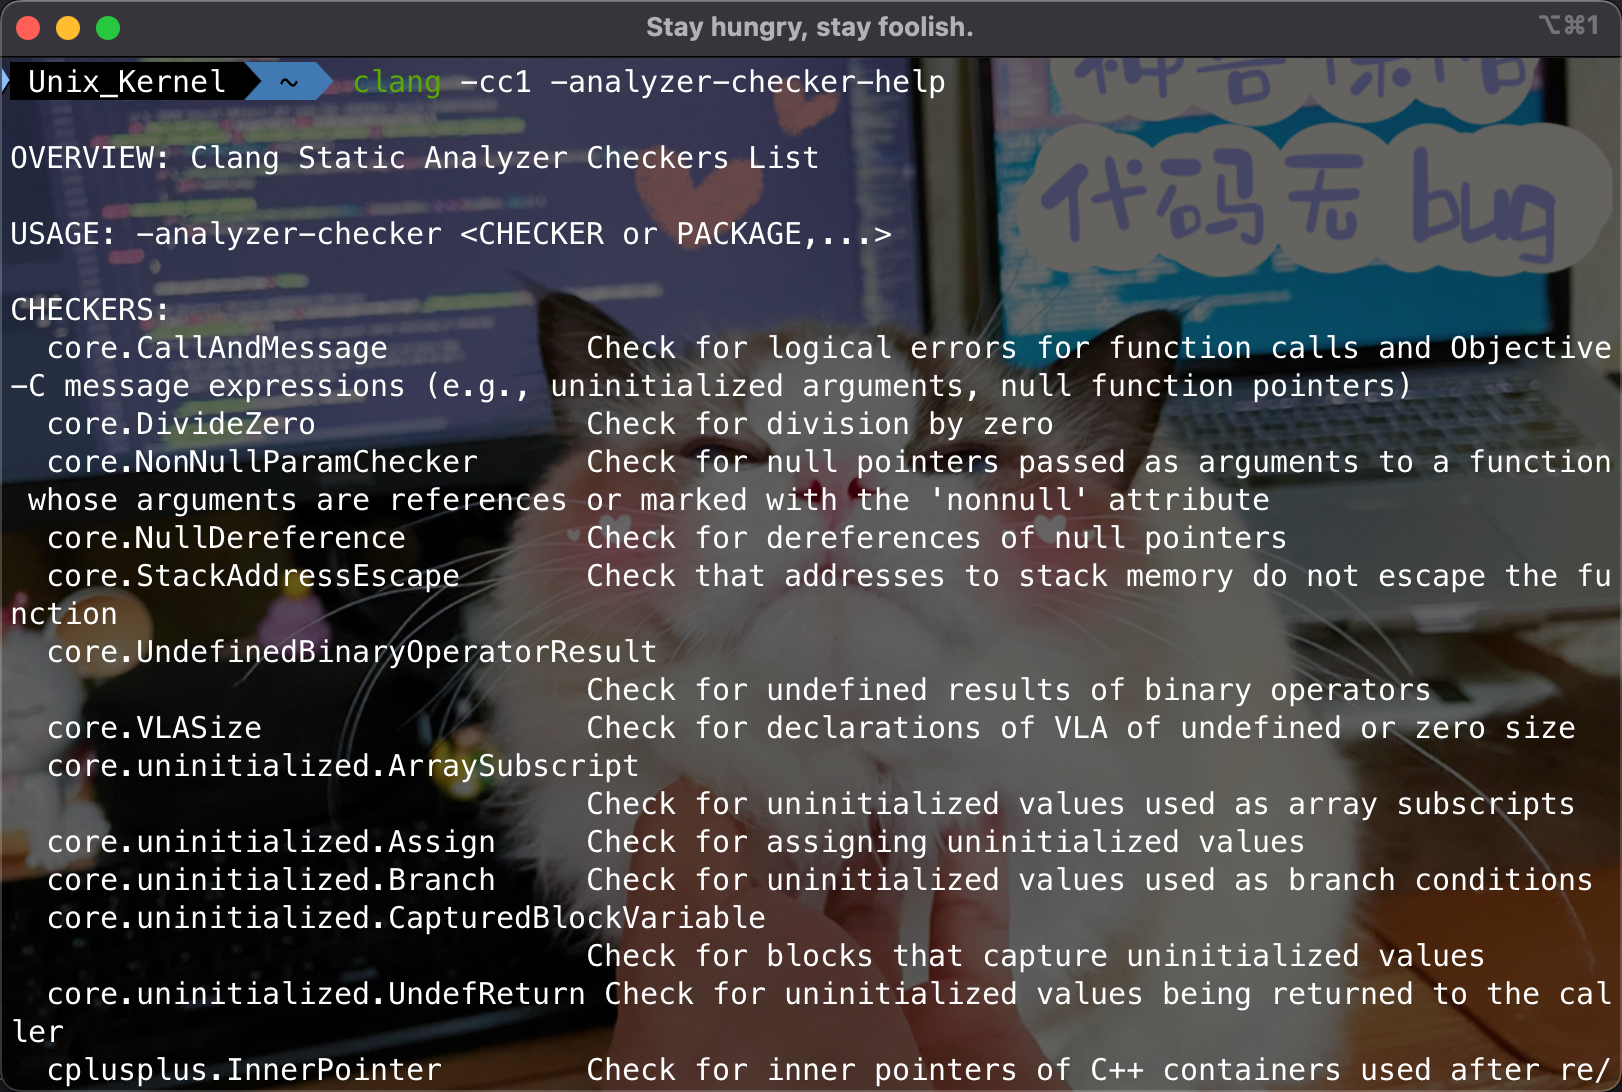 Stay hungry, stay foolish.
⌥⌘1
Unix_Kernel ~ clang -cc1 -analyzer-checker-help
代码无 bug
OVERVIEW: Clang Static Analyzer Checkers List
USAGE: -analyzer-checker <CHECKER or PACKAGE,...>
CHECKERS:
core.CallAndMessage Check for logical errors for function calls and Objective
-C message expressions (e.g., uninitialized arguments, null function pointers)
core.DivideZero Check for division by zero
core.NonNullParamChecker Check for null pointers passed as arguments to a function
whose arguments are references or marked with the 'nonnull' attribute
core.NullDereference Check for dereferences of null pointers
core.StackAddressEscape Check that addresses to stack memory do not escape the fu
nction
core.UndefinedBinaryOperatorResult
Check for undefined results of binary operators
core.VLASize Check for declarations of VLA of undefined or zero size
core.uninitialized.ArraySubscript
Check for uninitialized values used as array subscripts
core.uninitialized.Assign Check for assigning uninitialized values
core.uninitialized.Branch Check for uninitialized values used as branch conditions
core.uninitialized.CapturedBlockVariable
Check for blocks that capture uninitialized values
core.uninitialized.UndefReturn Check for uninitialized values being returned to the cal
ler
cplusplus.InnerPointer Check for inner pointers of C++ containers used after re/